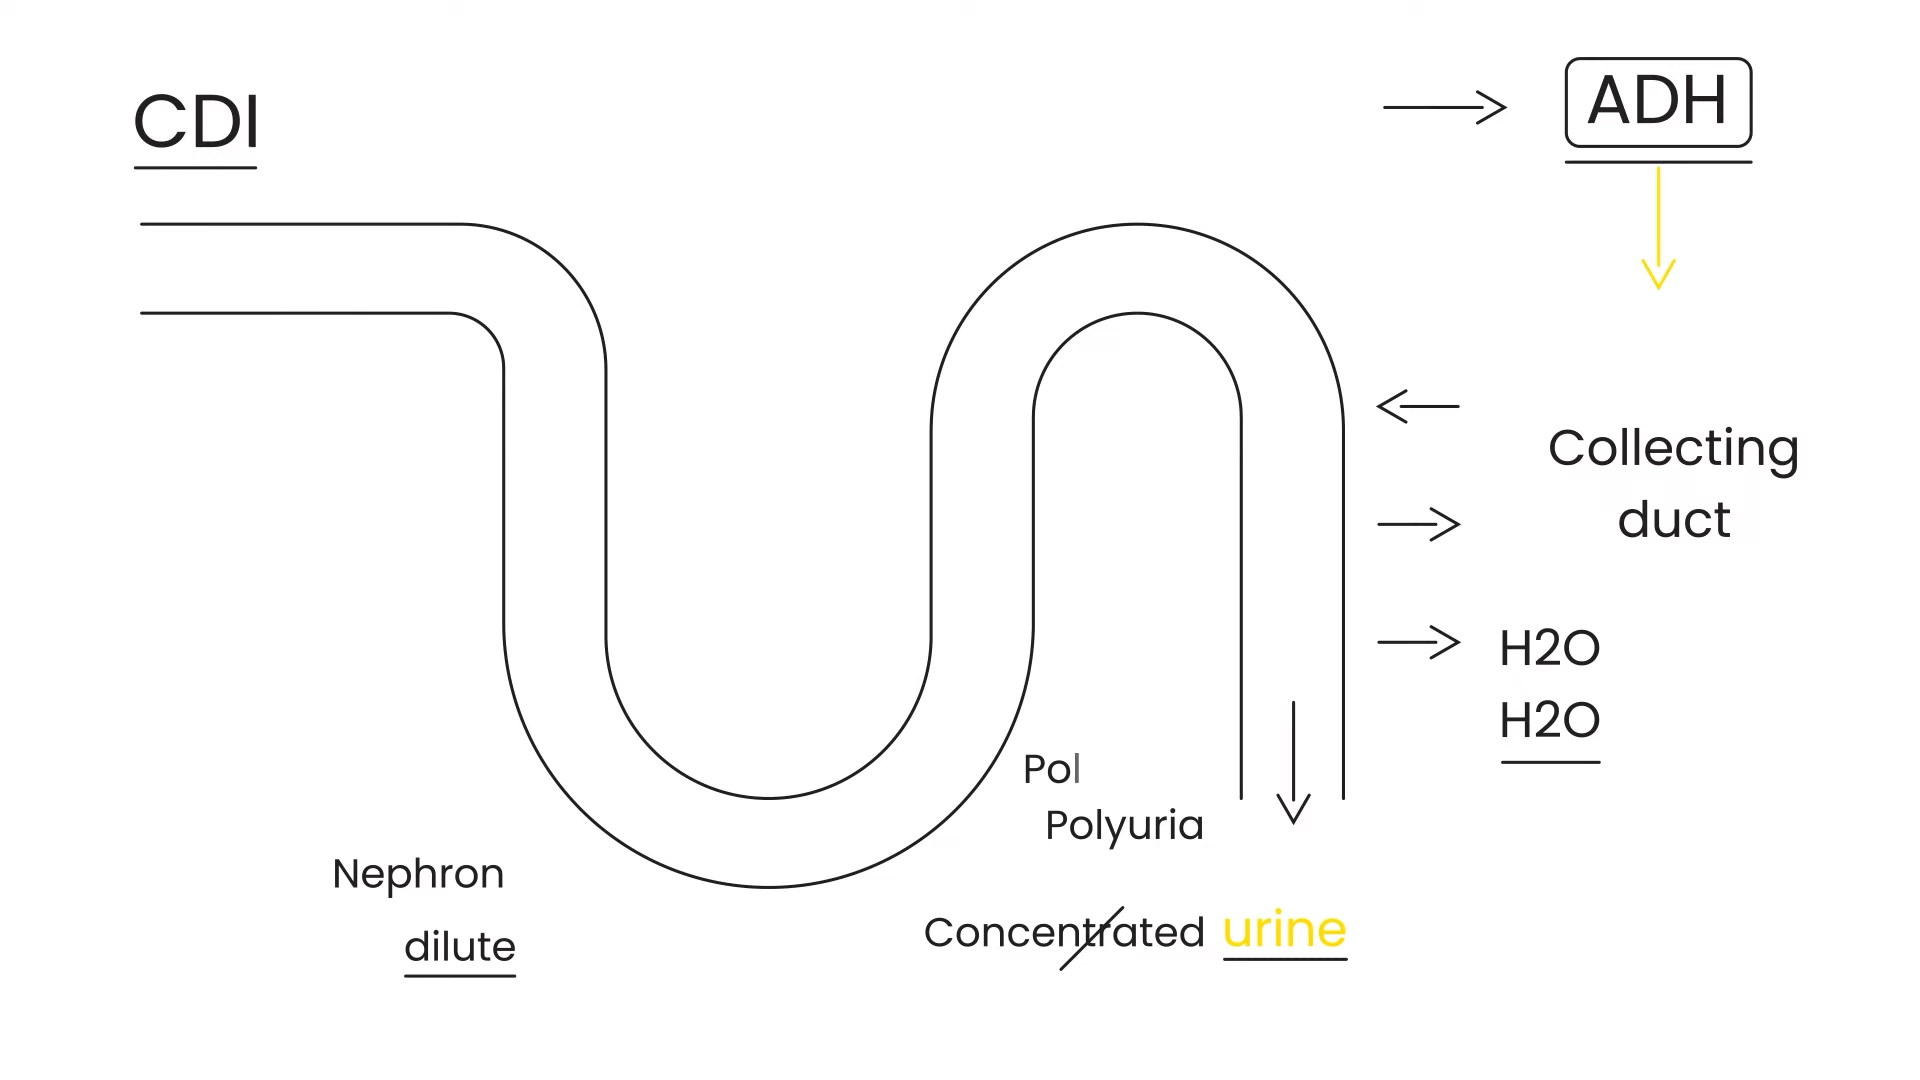 CDI
ADH
Collecting
duct
H2O
H2O
Pol
Polyuria
Nephron
dilute
Concentrated urine